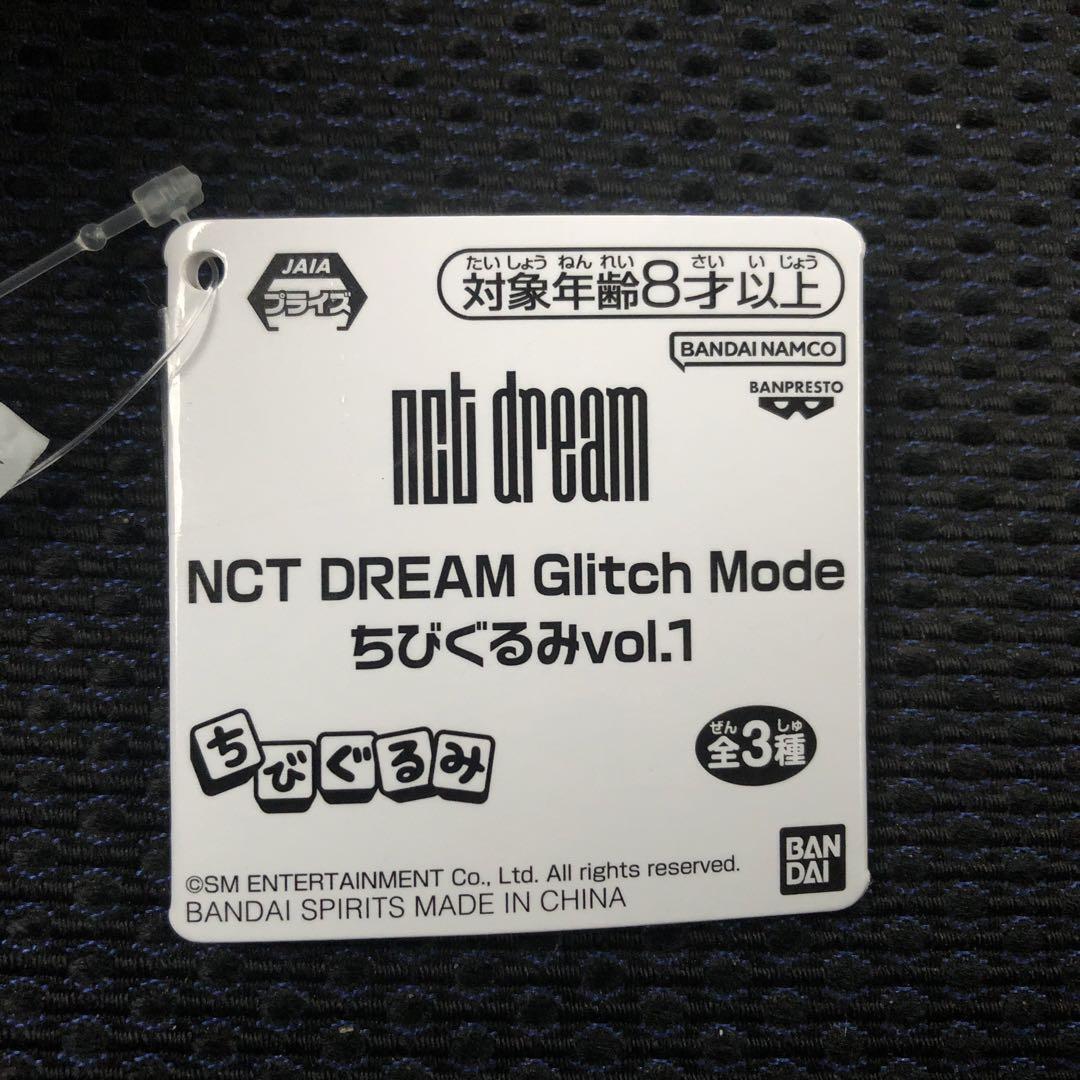 JAIA
プライズ
たいしょうねんれい さいいじょう
対象年齢8才以上
BANDAI NAMCO
BANPRESTO
nct dream
NCT DREAM Glitch Mode
ちびぐるみvol.1
ちびぐるみ
ぜん しゅ
全3種
BAN
DAI
©SM ENTERTAINMENT Co., Ltd. All rights reserved.
BANDAI SPIRITS MADE IN CHINA